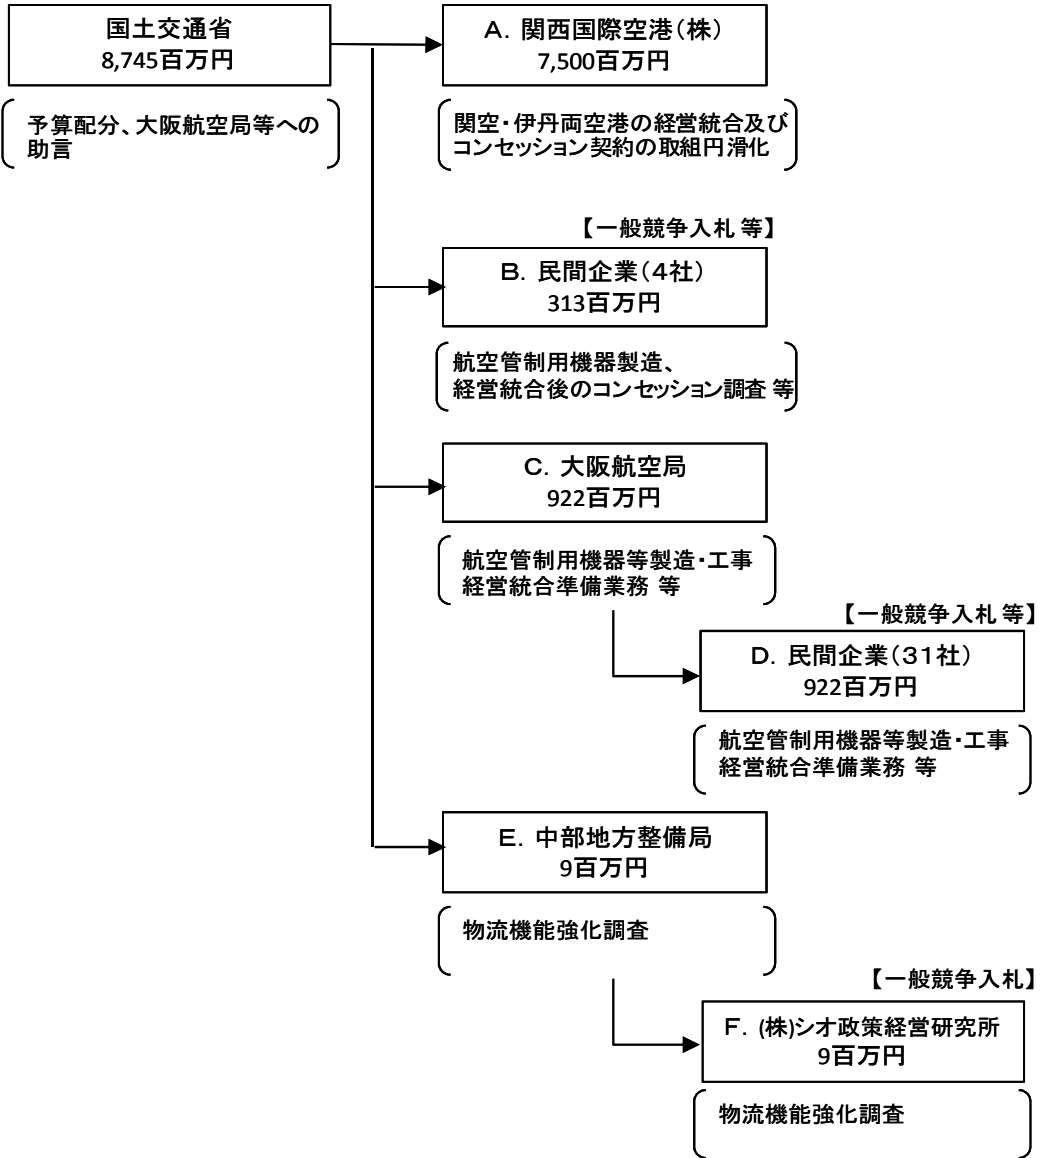 国土交通省
8,745百万円
予算配分、大阪航空局等への
助言
A．関西国際空港（株）
7,500百万円
関空・伊丹両空港の経営統合及び
コンセッション契約の取組円滑化
【一般競争入札 等】
B．民間企業（4社）
313百万円
航空管制用機器製造、
経営統合後のコンセッション調査 等
C．大阪航空局
922百万円
航空管制用機器等製造・工事
経営統合準備業務 等
【一般競争入札 等】
D．民間企業（31社）
922百万円
航空管制用機器等製造・工事
経営統合準備業務 等
E．中部地方整備局
9百万円
物流機能強化調査
【一般競争入札】
F．(株)シオ政策経営研究所
9百万円
物流機能強化調査